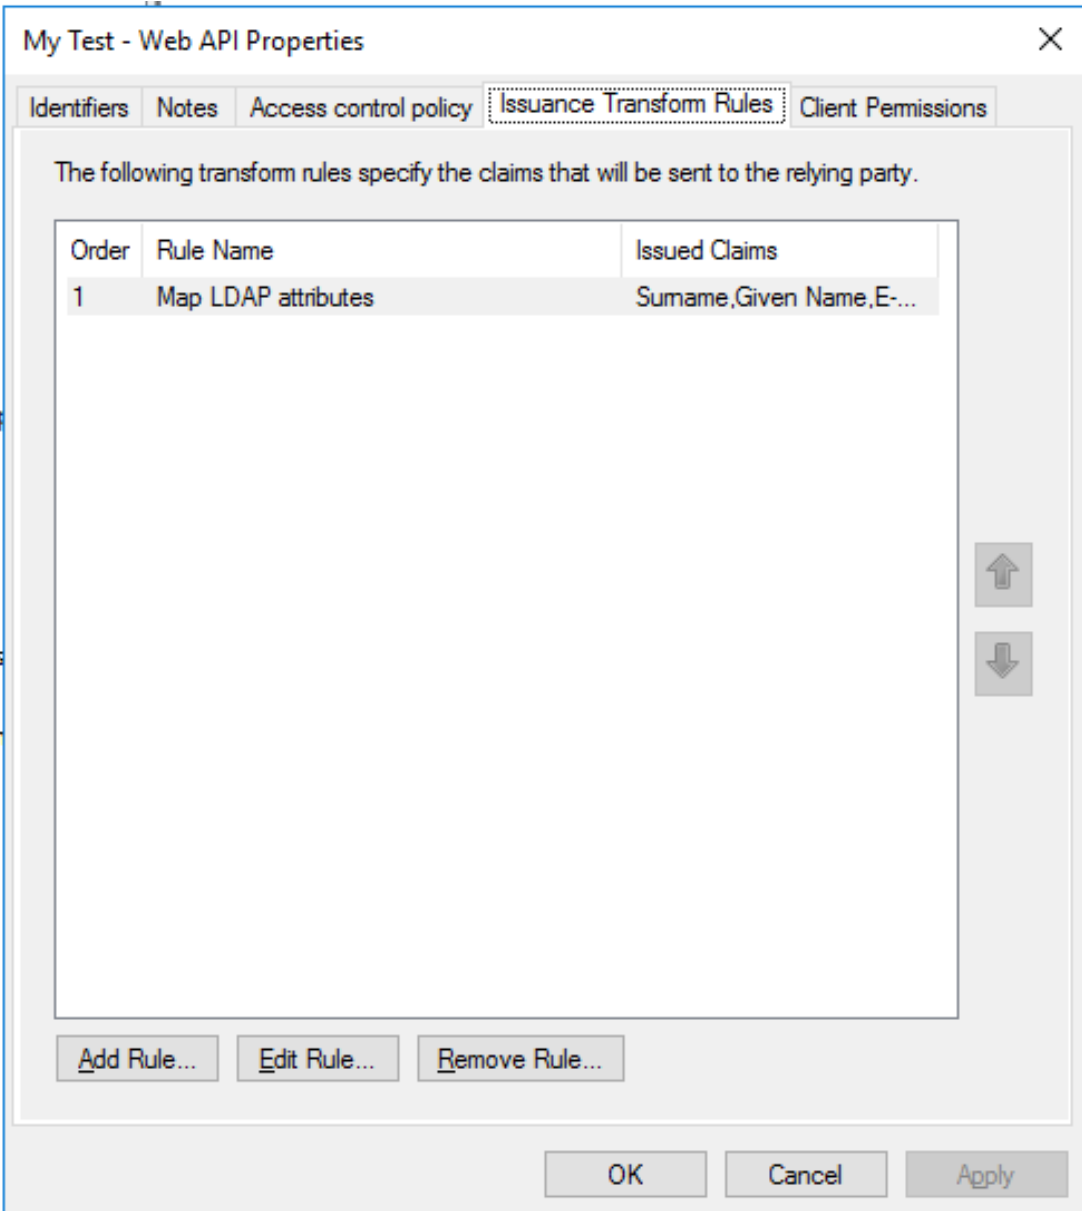 My Test - Web API Properties
Identifiers Notes Access control policy Issuance Transform Rules Client Permissions
The following transform rules specify the claims that will be sent to the relying party.
Order Rule Name Issued Claims
1 Map LDAP attributes Surname,Given Name,E-...
Add Rule... Edit Rule... Remove Rule...
OK Cancel Apply